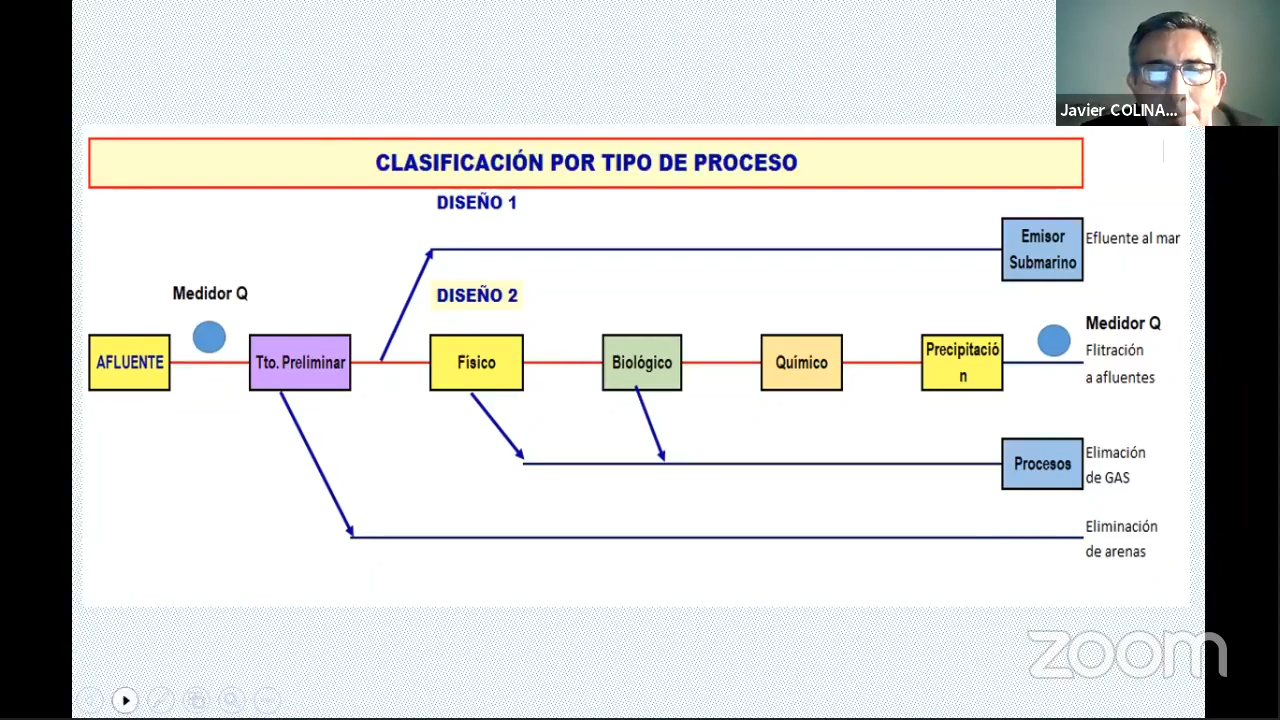 Javier COLINA...
CLASIFICACIÓN POR TIPO DE PROCESO
DISEÑO 1
Emisor
Submarino
Efluente al mar
Medidor Q
DISEÑO 2
AFLUENTE
Tto. Preliminar
Físico
Biológico
Químico
Precipitació
n
Medidor Q
Flitración
a afluentes
Procesos
Elimación
de GAS
Eliminación
de arenas
zoom